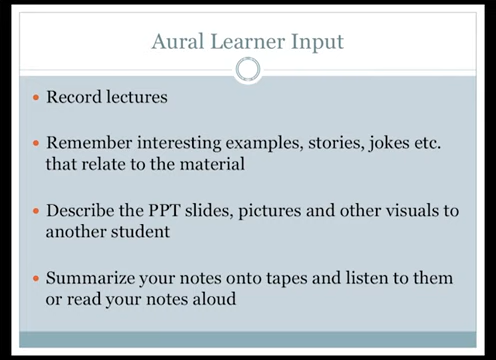 Aural Learner Input
• Record lectures
• Remember interesting examples, stories, jokes etc.
that relate to the material
• Describe the PPT slides, pictures and other visuals to
another student
• Summarize your notes onto tapes and listen to them
or read your notes aloud